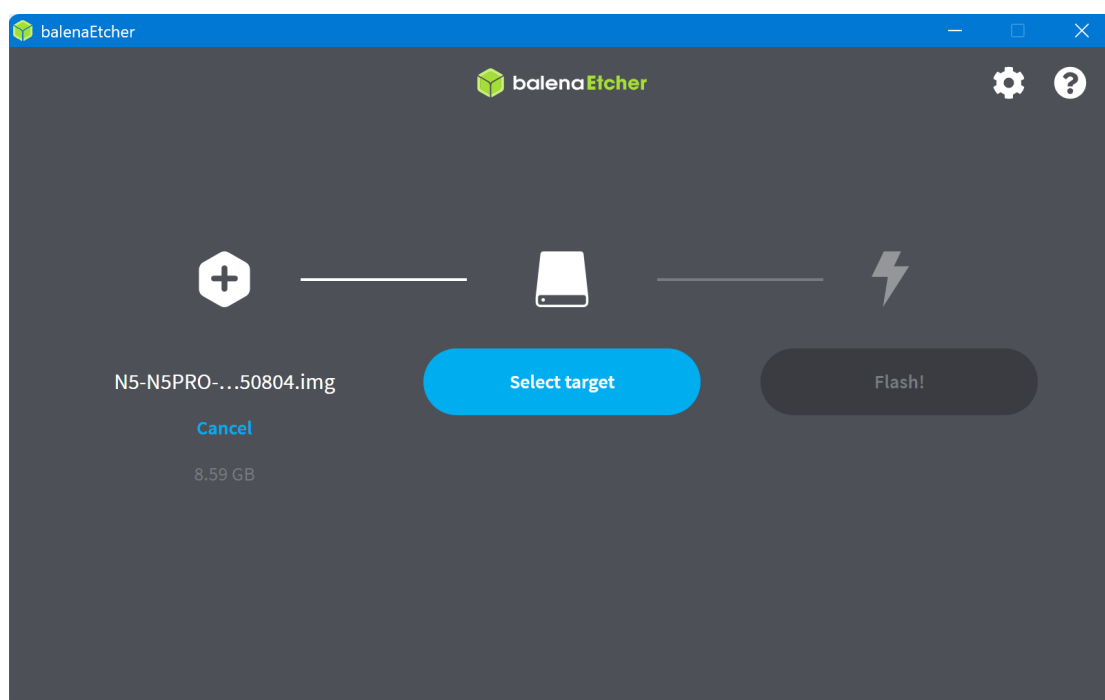 balenaEtcher
balenaEtcher
N5-N5PRO-...50804.img
Select target
Flash!
Cancel
8.59 GB